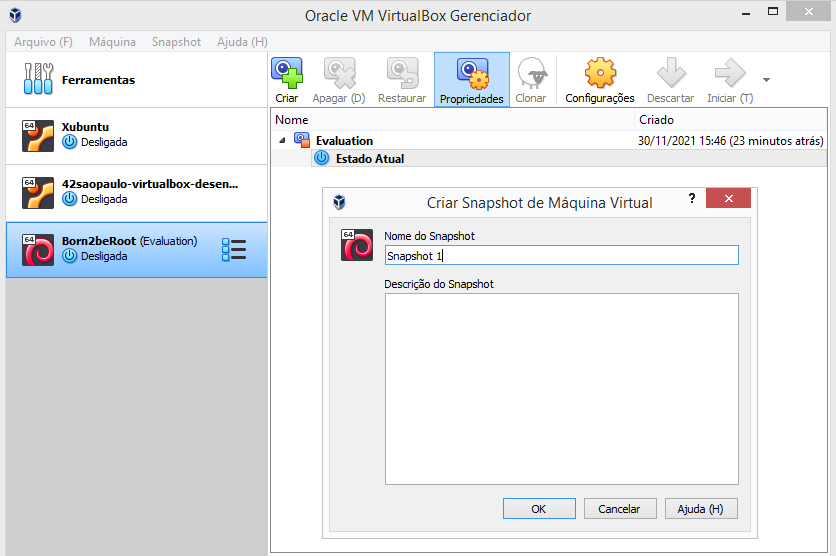 Oracle VM VirtualBox Gerenciador
Arquivo (F) Máquina Snapshot Ajuda (H)
Ferramentas
64
Xubuntu
Desligada
64
42saopaulo-virtualbox-desen...
Desligada
64
Born2beRoot (Evaluation)
Desligada
Criar Apagar (D) Restaurar Propriedades Clonar Configurações Descartar Iniciar (T)
Nome Criado
Evaluation 30/11/2021 15:46 (23 minutos atrás)
Estado Atual
Criar Snapshot de Máquina Virtual ?
64
Nome do Snapshot
Snapshot 1
Descrição do Snapshot
OK Cancelar Ajuda (H)